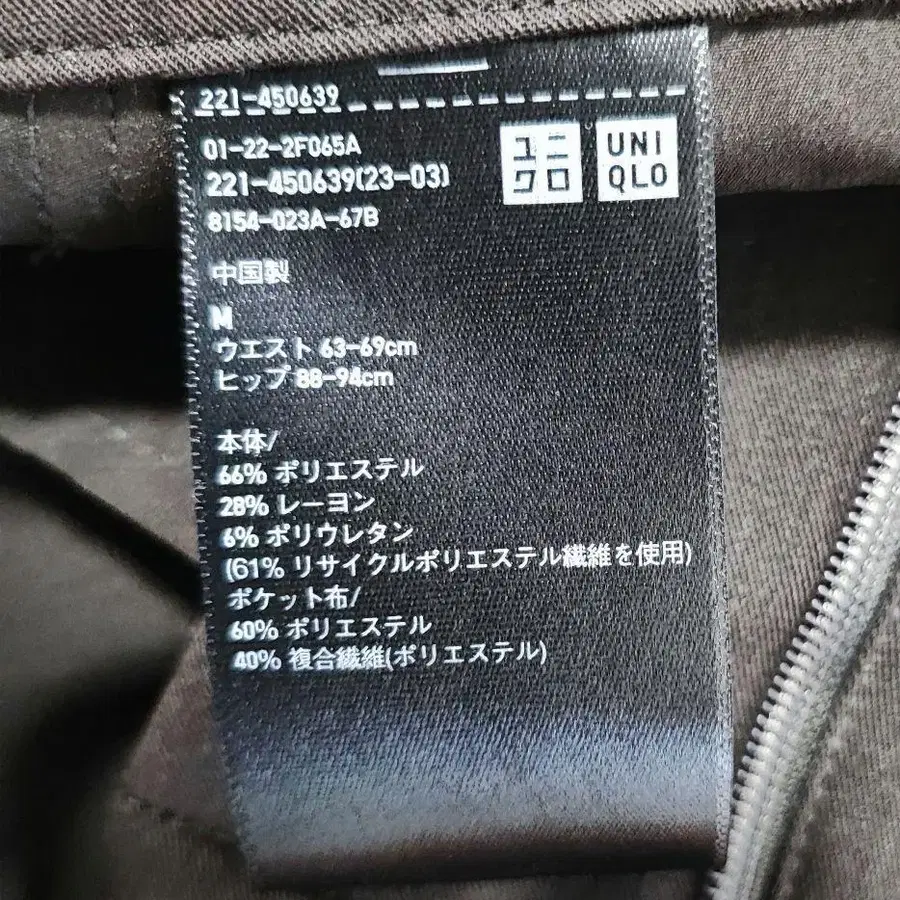 221-450639
01-22-2F065A
221-450639(23-03)
8154-023A-67B
ユニ
クロ
UNI
QLO
中国製
M
ウエスト 63-69cm
ヒップ 88-94cm
本体/
66% ポリエステル
28% レーヨン
6% ポリウレタン
(61% リサイクルポリエステル繊維を使用)
ポケット布/
60% ポリエステル
40% 複合繊維(ポリエステル)